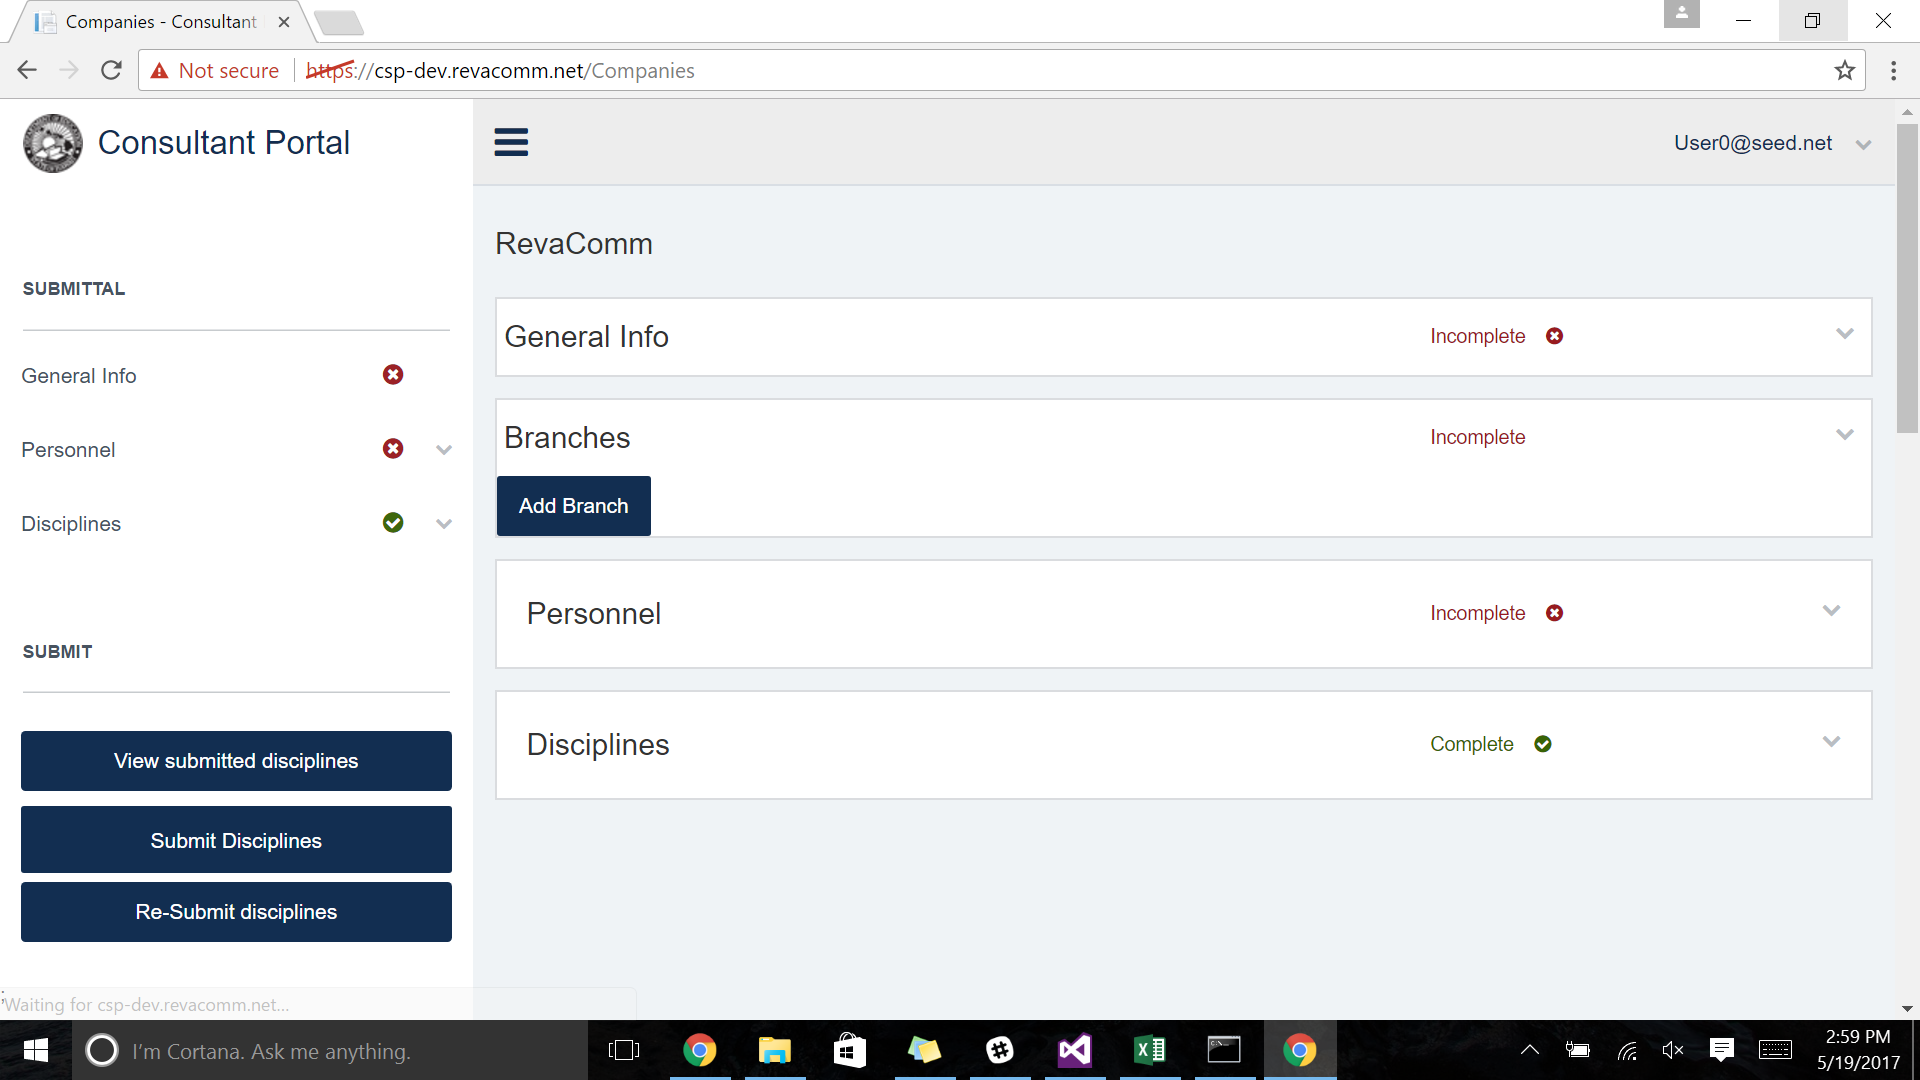 Companies - Consultant
Not secure https://csp-dev.revacomm.net/Companies
Consultant Portal
User0@seed.net
RevaComm
SUBMITTAL
General Info
Personnel
Disciplines
SUBMIT
View submitted disciplines
Submit Disciplines
Re-Submit disciplines
General Info Incomplete
Branches Incomplete
Add Branch
Personnel Incomplete
Disciplines Complete
Waiting for csp-dev.revacomm.net...
I'm Cortana. Ask me anything.
2:59 PM
5/19/2017